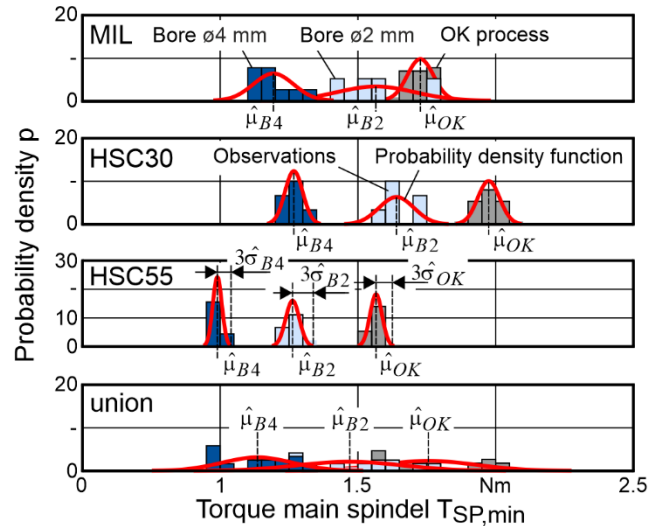 Probability density p
20
MIL
Bore ø4 mm
Bore ø2 mm
OK process
-
0
μ̂B4
μ̂B2
μ̂OK
20
HSC30
Observations
Probability density function
-
0
μ̂B4
μ̂B2
μ̂OK
30
HSC55
3σ̂B4
3σ̂B2
3σ̂OK
-
10
0
μ̂B4
μ̂B2
μ̂OK
20
union
μ̂B4
μ̂B2
μ̂OK
-
0
0
1
1.5
Nm
2.5
Torque main spindel TSP,min